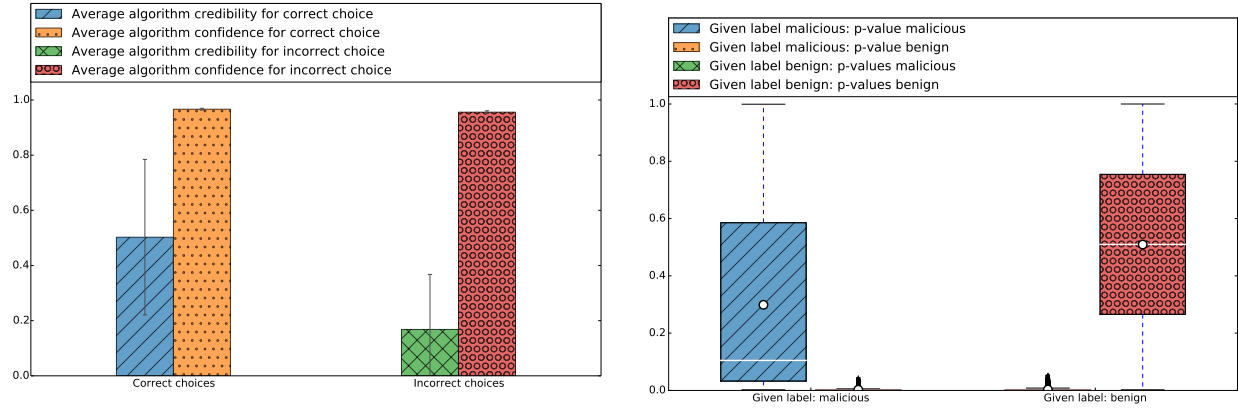 Average algorithm credibility for correct choice
Average algorithm confidence for correct choice
Average algorithm credibility for incorrect choice
Average algorithm confidence for incorrect choice
1.0
0.8
0.6
0.4
0.2
0.0
Correct choices
Incorrect choices
Given label malicious: p-value malicious
Given label malicious: p-value benign
Given label benign: p-values malicious
Given label benign: p-values benign
1.0
0.8
0.6
0.4
0.2
0.0
Given label: malicious
Given label: benign